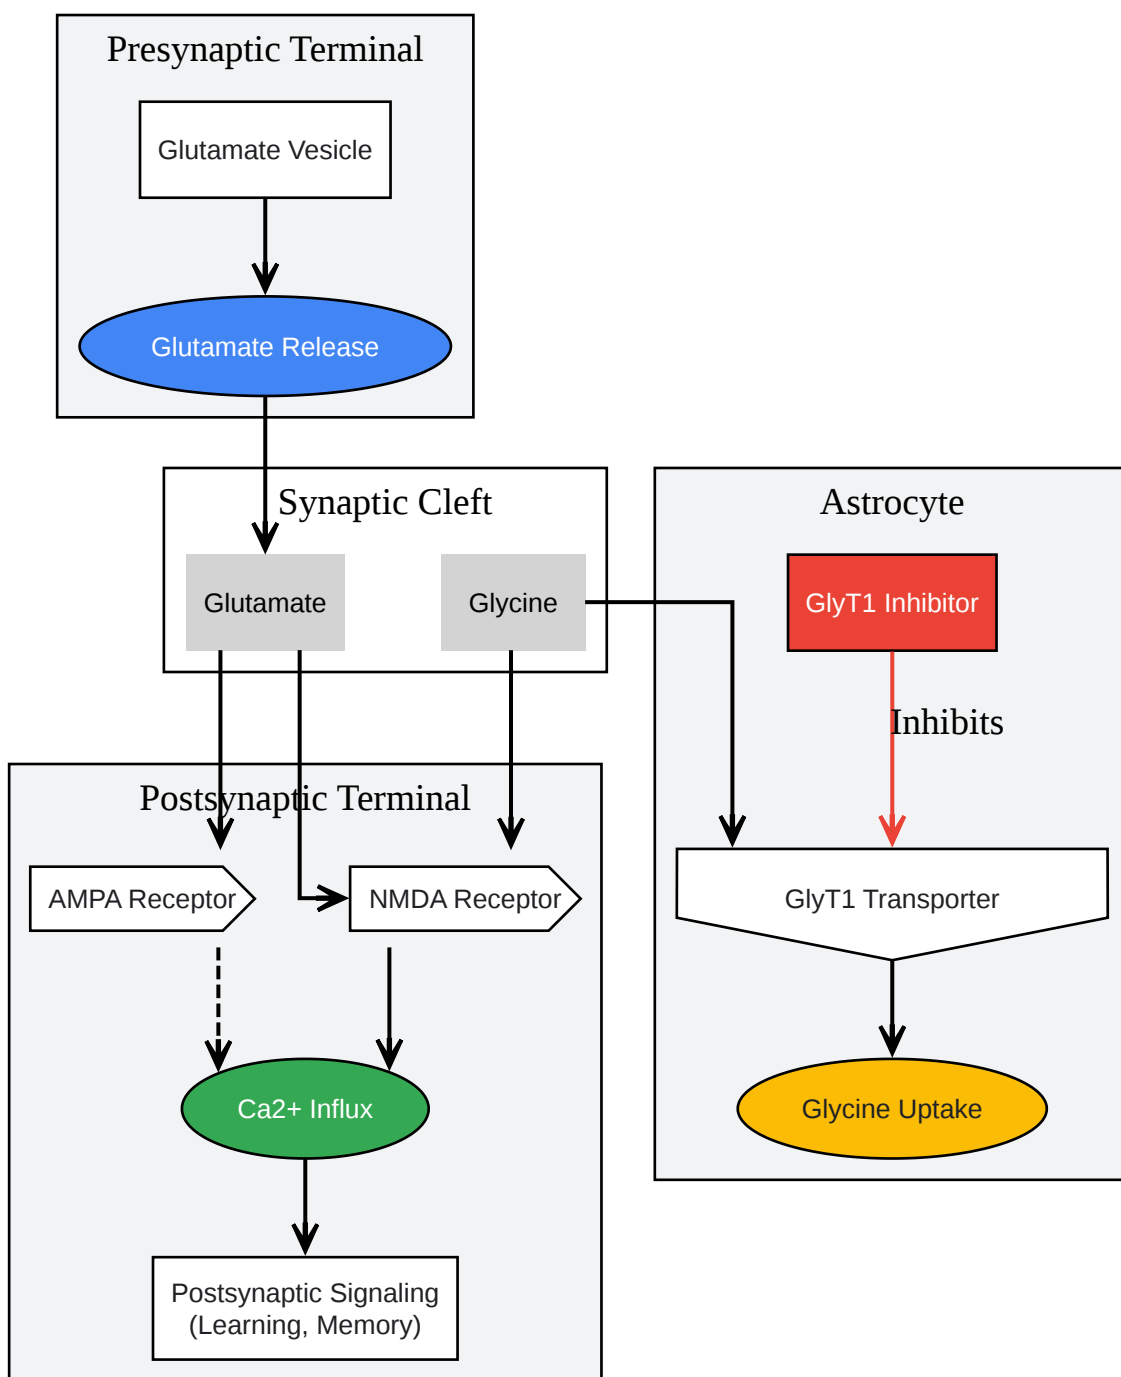 Presynaptic Terminal
Glutamate Vesicle
Glutamate Release
Synaptic Cleft
Glutamate
Glycine
Astrocyte
GlyT1 Inhibitor
Inhibits
GlyT1 Transporter
Glycine Uptake
Postsynaptic Terminal
AMPA Receptor
NMDA Receptor
Ca2+ Influx
Postsynaptic Signaling
(Learning, Memory)